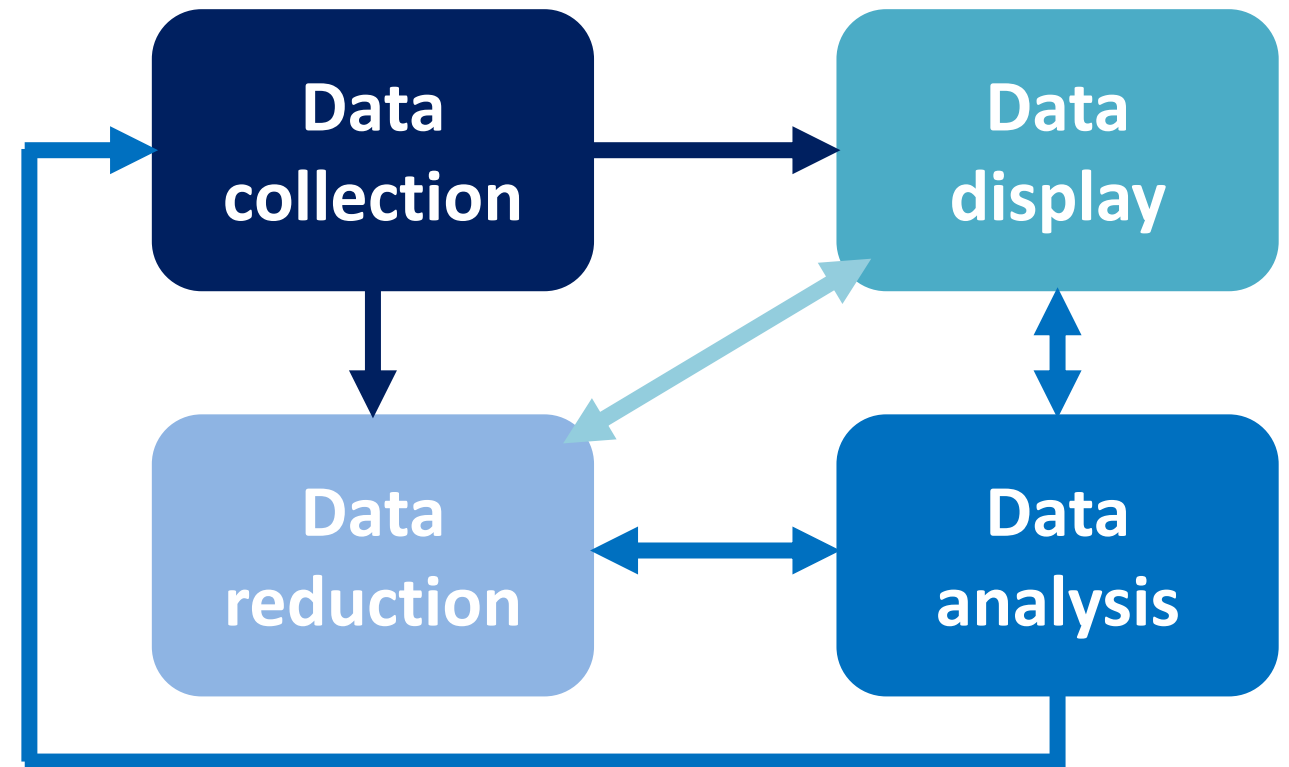 Data
collection
Data
display
Data
reduction
Data
analysis